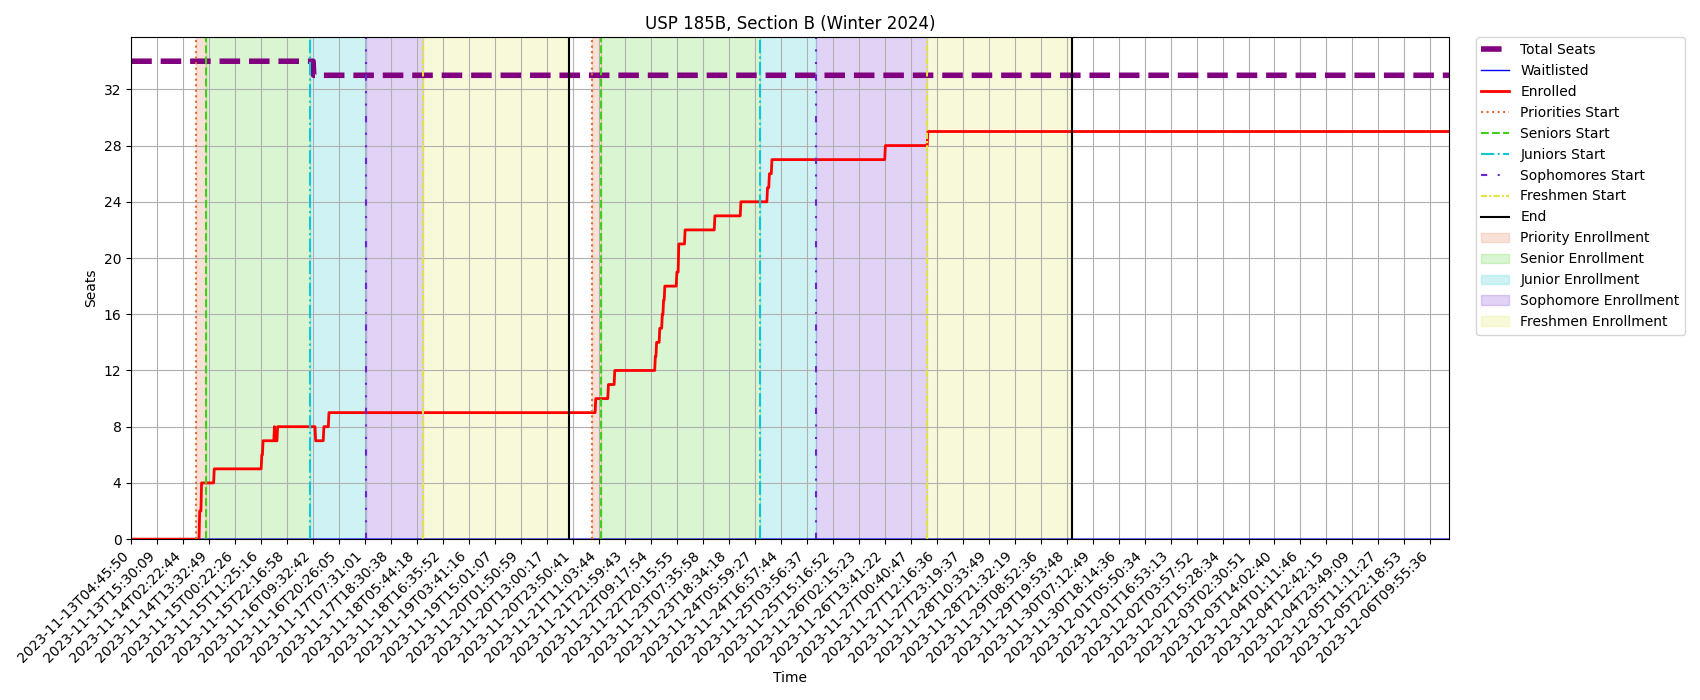 USP 185B, Section B (Winter 2024)
Seats
32
28
24
20
16
12
8
4
0
2023-11-13T04:45:50
2023-11-13T15:30:09
2023-11-14T02:22:44
2023-11-14T13:32:49
2023-11-15T00:22:26
2023-11-15T11:25:16
2023-11-15T22:16:58
2023-11-16T09:32:42
2023-11-16T20:26:05
2023-11-17T07:31:01
2023-11-17T18:30:38
2023-11-18T05:44:18
2023-11-18T16:35:52
2023-11-19T03:41:16
2023-11-19T15:01:07
2023-11-20T01:50:59
2023-11-20T13:00:17
2023-11-20T23:50:41
2023-11-21T11:03:44
2023-11-21T21:59:43
2023-11-22T09:17:54
2023-11-22T20:15:55
2023-11-23T07:35:58
2023-11-23T18:34:18
2023-11-24T05:59:27
2023-11-24T16:57:44
2023-11-25T03:56:37
2023-11-25T15:16:52
2023-11-26T02:15:23
2023-11-26T13:41:22
2023-11-27T00:40:47
2023-11-27T12:16:36
2023-11-27T23:19:37
2023-11-28T10:33:49
2023-11-28T21:32:19
2023-11-29T08:52:36
2023-11-29T19:53:48
2023-11-30T07:12:49
2023-11-30T18:14:36
2023-12-01T05:50:34
2023-12-01T16:53:13
2023-12-02T03:57:52
2023-12-02T15:28:34
2023-12-03T02:30:51
2023-12-03T14:02:40
2023-12-04T01:11:46
2023-12-04T12:42:15
2023-12-04T23:49:09
2023-12-05T11:11:27
2023-12-05T22:18:53
2023-12-06T09:55:36
Time
Total Seats
Waitlisted
Enrolled
Priorities Start
Seniors Start
Juniors Start
Sophomores Start
Freshmen Start
End
Priority Enrollment
Senior Enrollment
Junior Enrollment
Sophomore Enrollment
Freshmen Enrollment